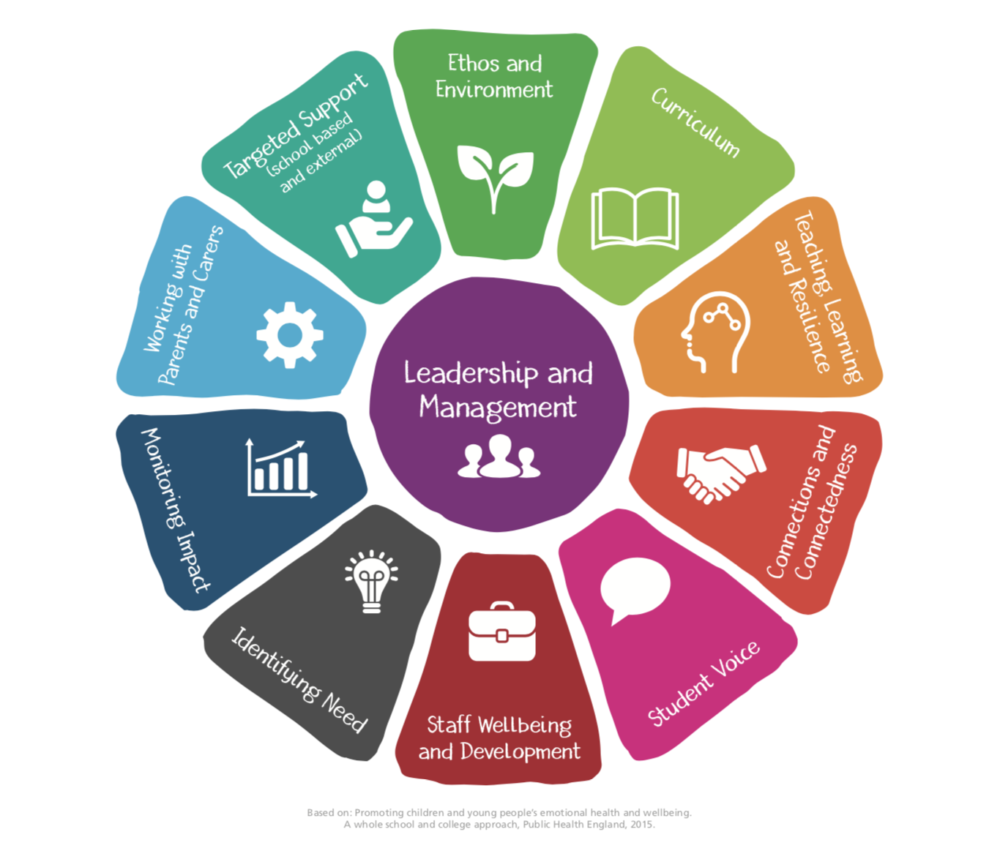 Ethos and
Environment
Curriculum
Teaching, Learning
and Resilience
Connections and
Connectedness
Student Voice
Staff Wellbeing
and Development
Identifying Need
Monitoring Impact
Working with
Parents and Carers
Targeted Support
(school based
and external)
Leadership and
Management
Based on: Promoting children and young people's emotional health and wellbeing.
A whole school and college approach, Public Health England, 2015.